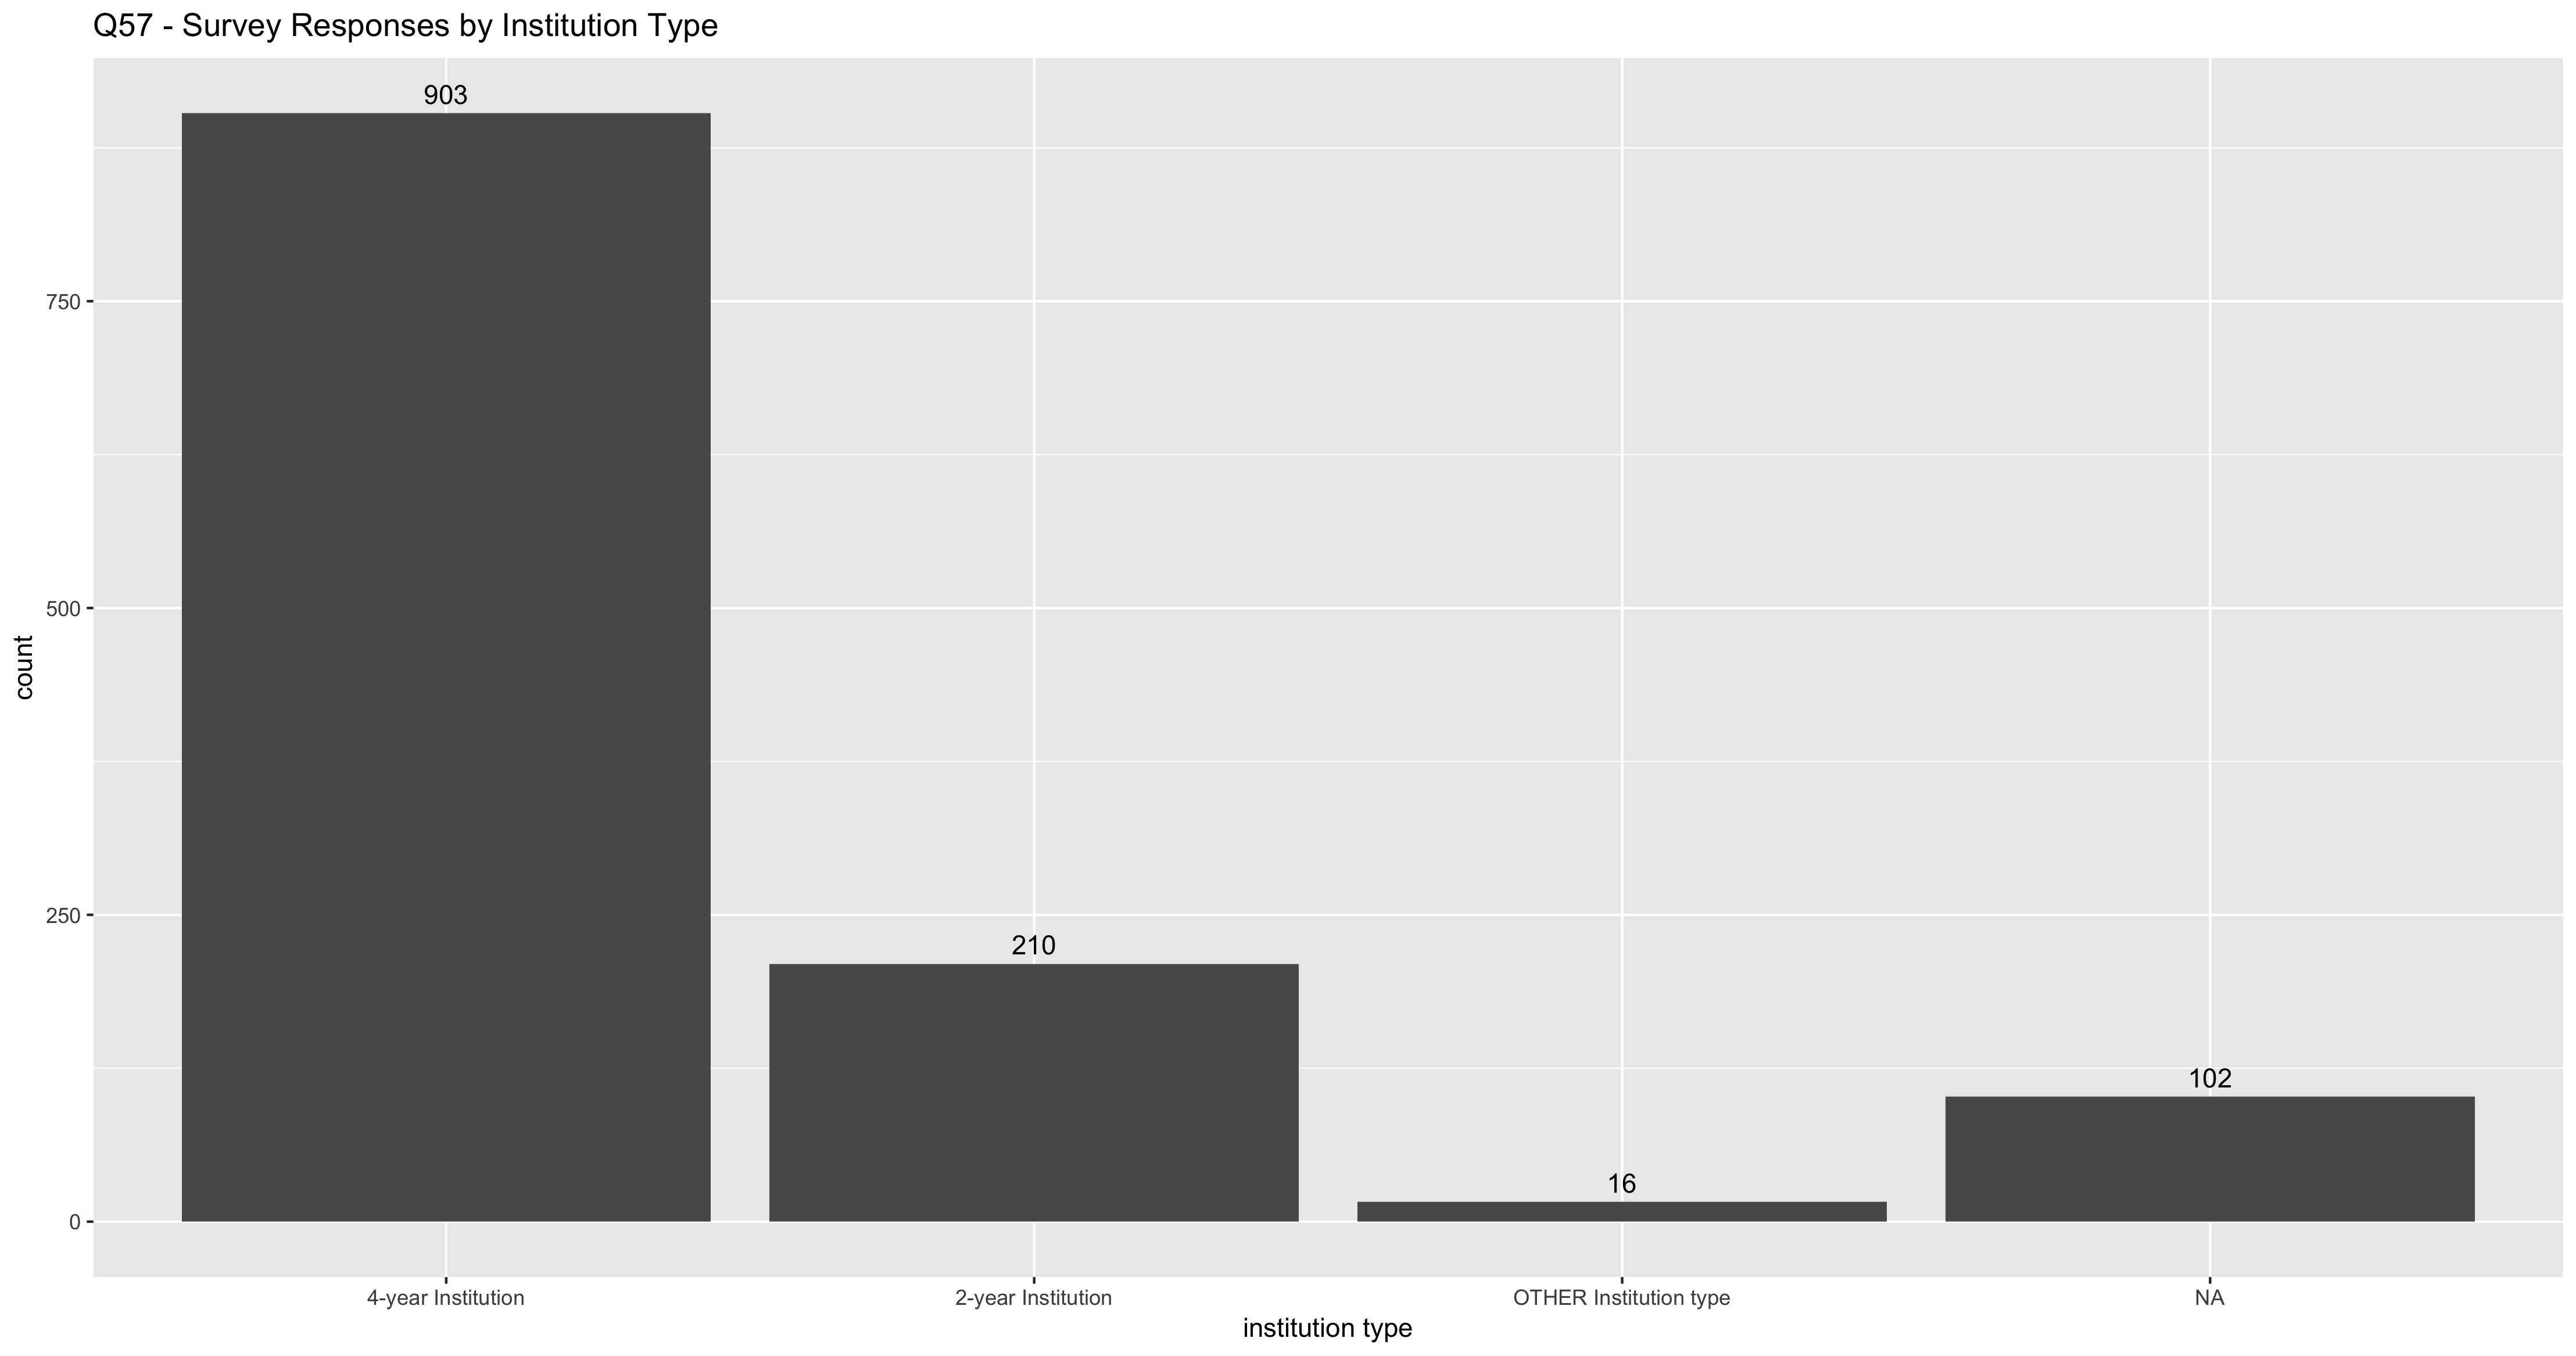 Q57 - Survey Responses by Institution Type
903
750
500
count
250
210
102
16
0
4-year Institution
2-year Institution
OTHER Institution type
NA
institution type